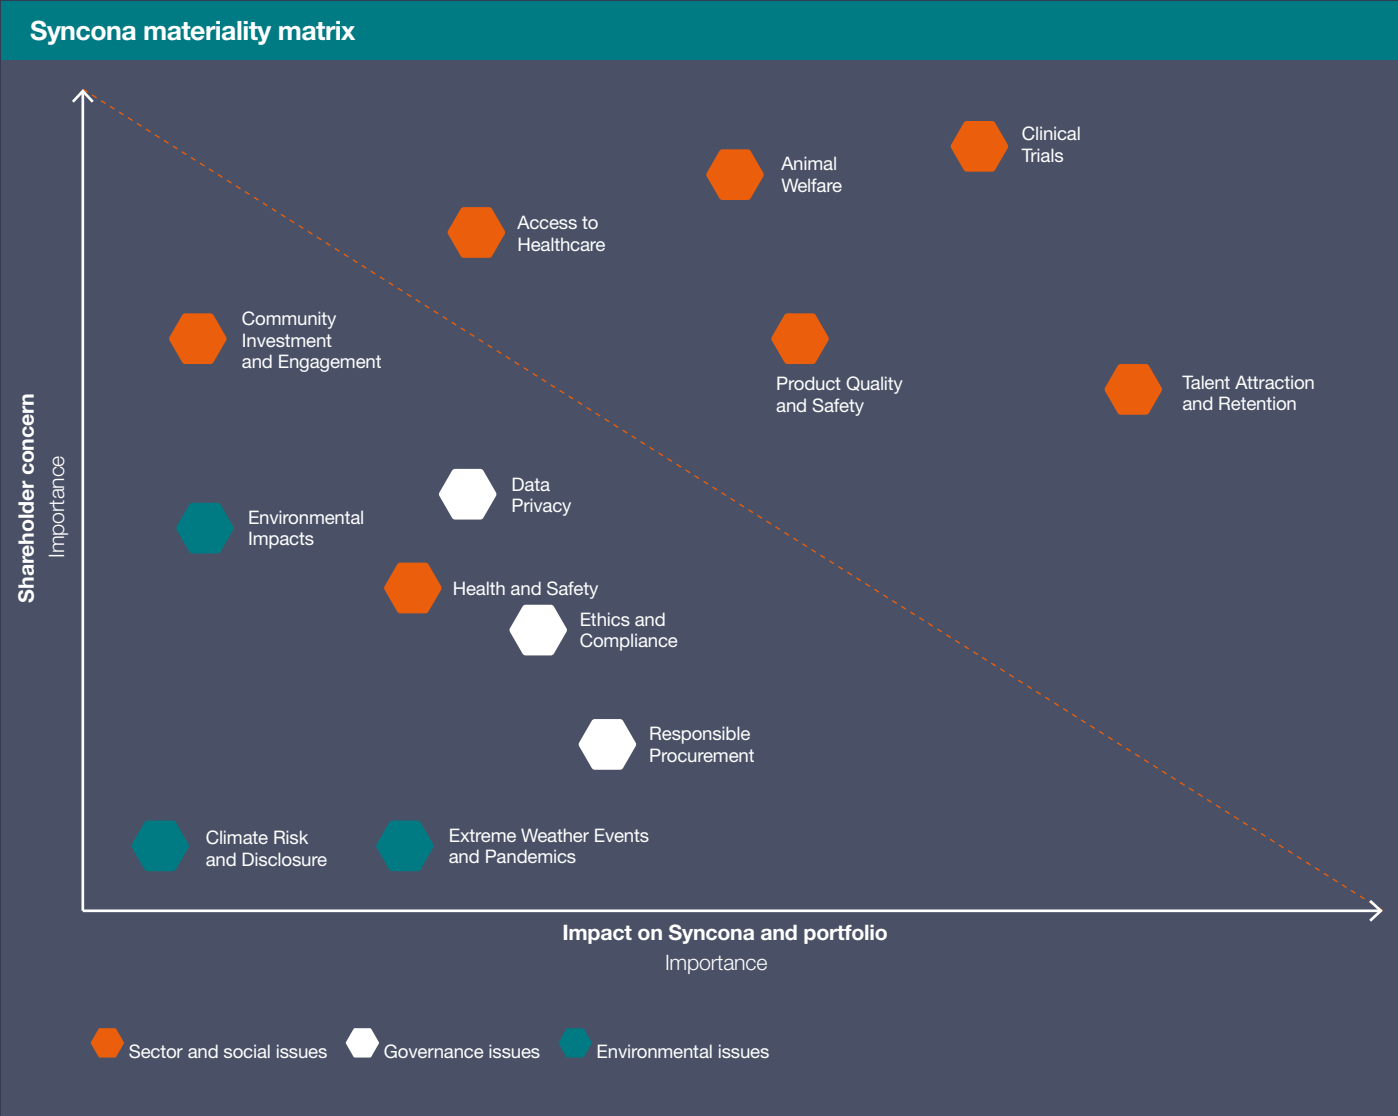 Syncona materiality matrix
Clinical
Trials
Animal
Welfare
Access to
Healthcare
Community
Investment
and Engagement
Product Quality
and Safety
Talent Attraction
and Retention
Shareholder concern
Importance
Data
Privacy
Environmental
Impacts
Health and Safety
Ethics and
Compliance
Responsible
Procurement
Climate Risk
and Disclosure
Extreme Weather Events
and Pandemics
Impact on Syncona and portfolio
Importance
Sector and social issues
Governance issues
Environmental issues